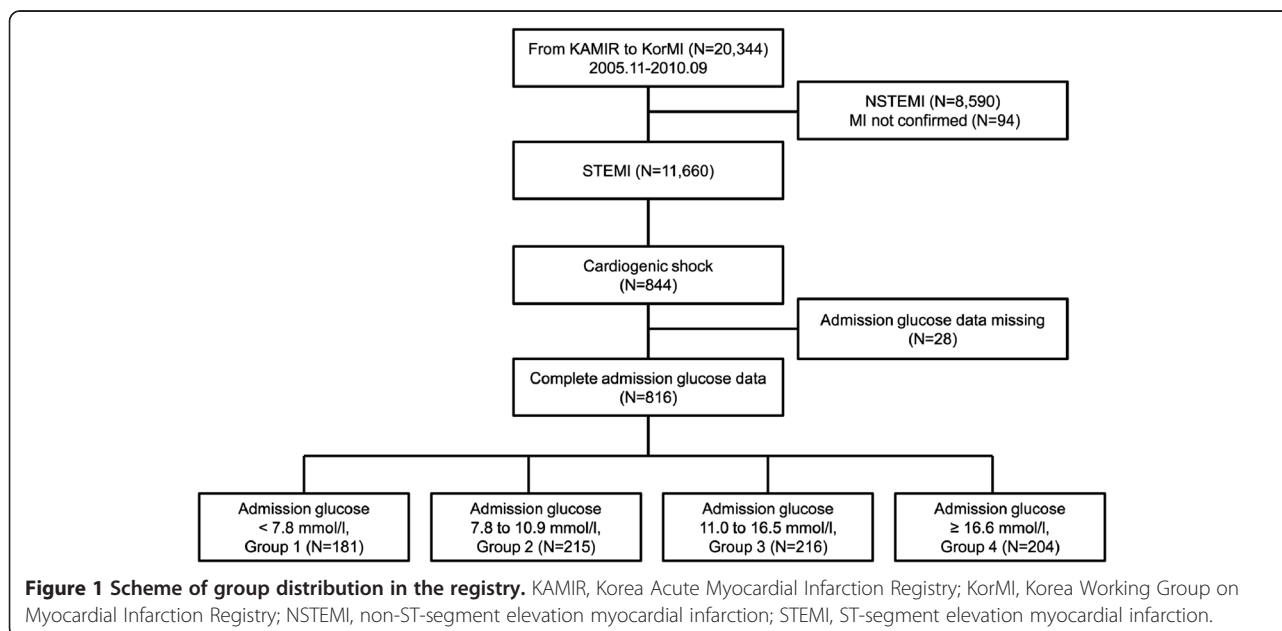 From KAMIR to KorMI (N=20,344)
2005.11-2010.09
NSTEMI (N=8,590)
MI not confirmed (N=94)
STEMI (N=11,660)
Cardiogenic shock
(N=844)
Admission glucose data missing
(N=28)
Complete admission glucose data
(N=816)
Admission glucose
< 7.8 mmol/l,
Group 1 (N=181)
Admission glucose
7.8 to 10.9 mmol/l,
Group 2 (N=215)
Admission glucose
11.0 to 16.5 mmol/l,
Group 3 (N=216)
Admission glucose
≥ 16.6 mmol/l,
Group 4 (N=204)
Figure 1 Scheme of group distribution in the registry. KAMIR, Korea Acute Myocardial Infarction Registry; KorMI, Korea Working Group on
Myocardial Infarction Registry; NSTEMI, non-ST-segment elevation myocardial infarction; STEMI, ST-segment elevation myocardial infarction.